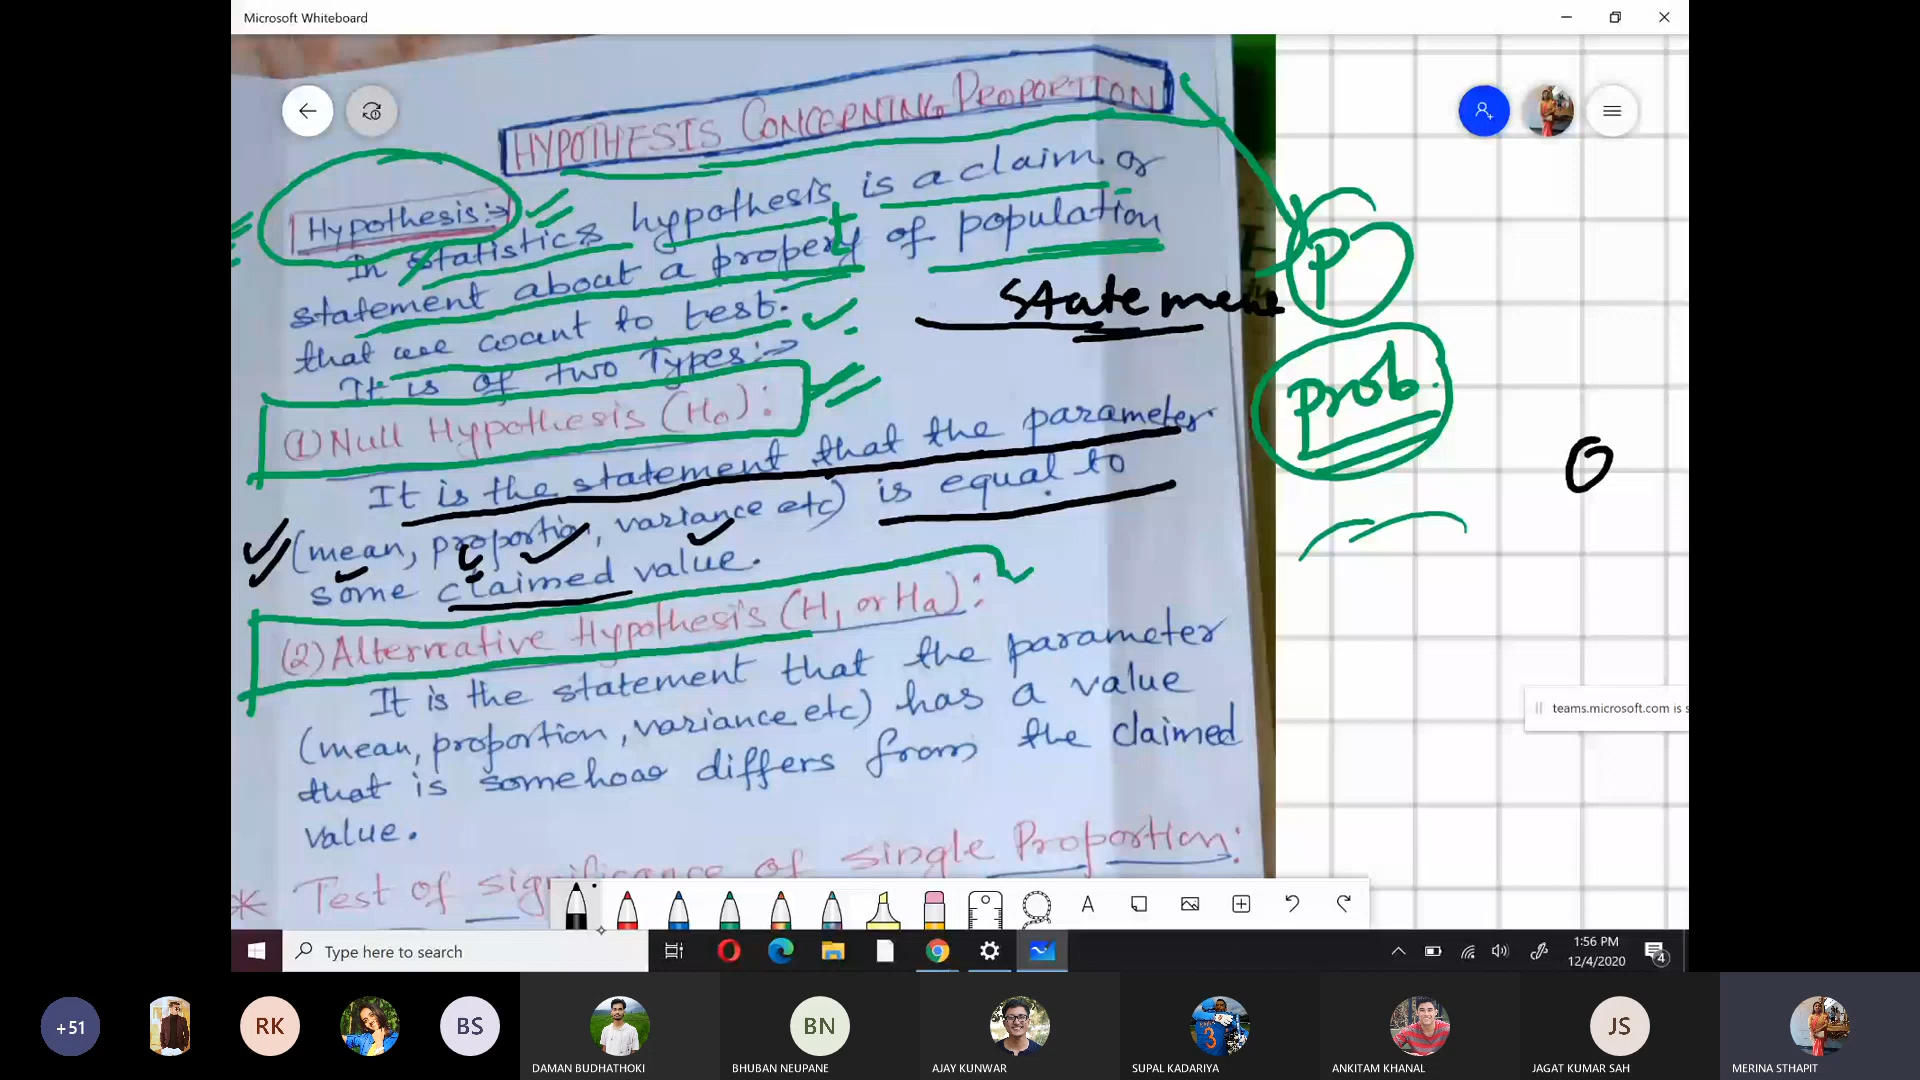 Microsoft Whiteboard
HYPOTHESIS CONCERNING PROPORTION
Hypothesis:→
In statistics hypothesis is a claim or
statement about a property of population
that we want to test.
It is of two Types:→
statement
P
prob.
(1) Null Hypothesis (H₀):
It is the statement that the parameter
(mean, proportion, variance etc) is equal to
some claimed value.
0
(2) Alternative Hypothesis (H₁ or Ha):
It is the statement that the parameter
(mean, proportion, variance etc) has a value
that is somehow differs from the claimed
value.
* Test of significance of single Proportion:
teams.microsoft.com is s
A
Type here to search
1:56 PM
12/4/2020
4
+51
RK
BS
BN
3
JS
DAMAN BUDHATHOKI
BHUBAN NEUPANE
AJAY KUNWAR
SUPAL KADARIYA
ANKITAM KHANAL
JAGAT KUMAR SAH
MERINA STHAPIT